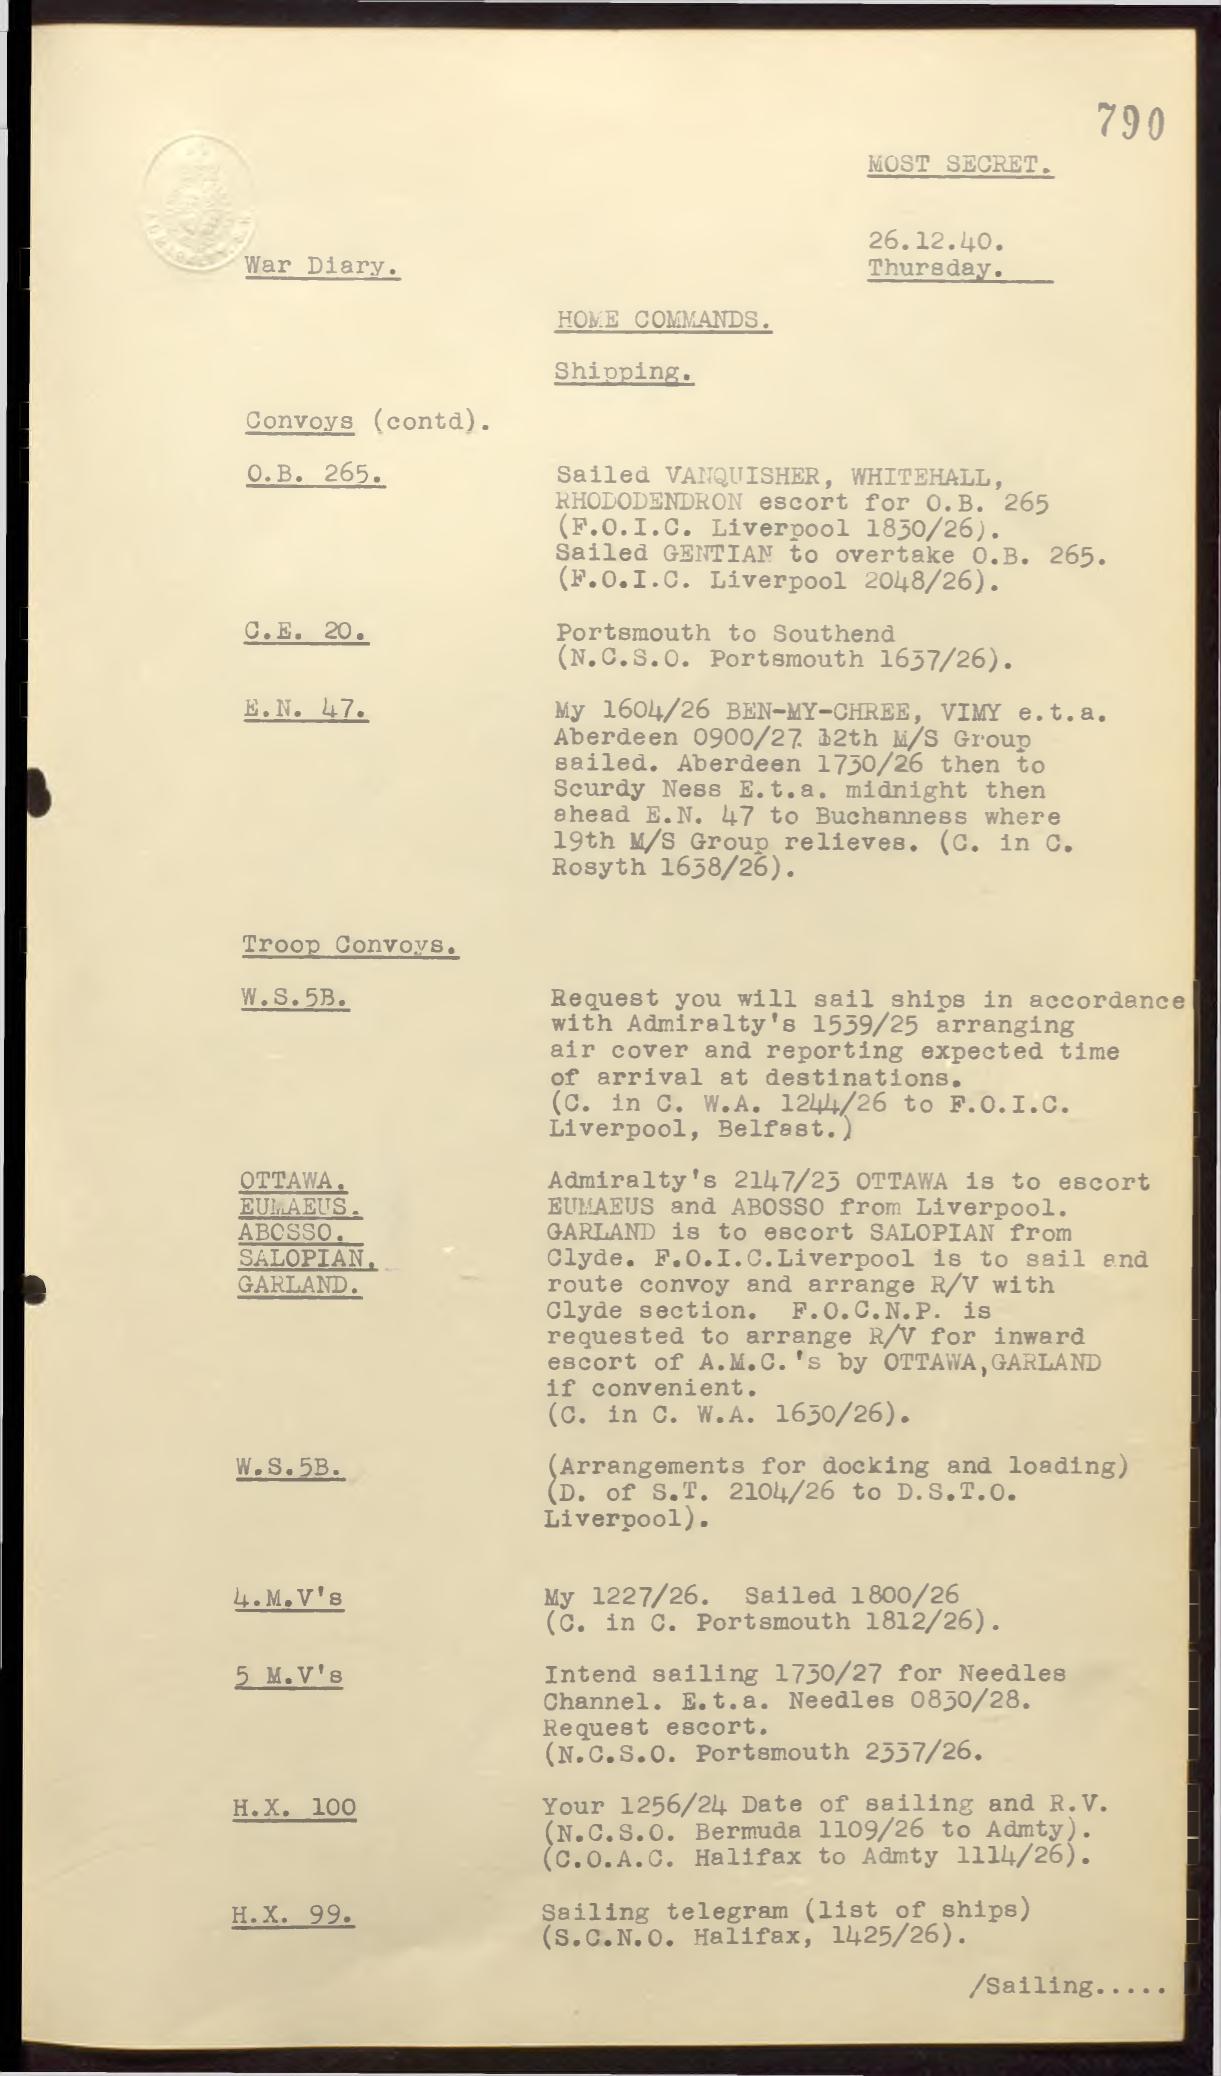 790
MOST SECRET.
26.12.40.
War Diary.
Thursday.
HOME COMMANDS.
Shipping.
Convoys (contd).
O.B. 265.
Sailed VANQUISHER, WHITEHALL,
RHODODENDRON escort for O.B. 265
(F.O.I.C. Liverpool 1830/26).
Sailed GENTIAN to overtake O.B. 265.
(F.O.I.C. Liverpool 2048/26).
C.E. 20.
Portsmouth to Southend
(N.C.S.O. Portsmouth 1637/26).
E.N. 47.
My 1604/26 BEN-MY-CHREE, VIMY e.t.a.
Aberdeen 0900/27. 12th M/S Group
sailed. Aberdeen 1730/26 then to
Scurdy Ness E.t.a. midnight then
ahead E.N. 47 to Buchanness where
19th M/S Group relieves. (C. in C.
Rosyth 1638/26).
Troop Convoys.
W.S.5B.
Request you will sail ships in accordance
with Admiralty's 1539/25 arranging
air cover and reporting expected time
of arrival at destinations.
(C. in C. W.A. 1244/26 to F.O.I.C.
Liverpool, Belfast.)
OTTAWA.
EUMAEUS.
ABOSSO.
SALOPIAN.
GARLAND.
Admiralty's 2147/23 OTTAWA is to escort
EUMAEUS and ABOSSO from Liverpool.
GARLAND is to escort SALOPIAN from
Clyde. F.O.I.C.Liverpool is to sail and
route convoy and arrange R/V with
Clyde section. F.O.C.N.P. is
requested to arrange R/V for inward
escort of A.M.C.'s by OTTAWA,GARLAND
if convenient.
(C. in C. W.A. 1630/26).
W.S.5B.
(Arrangements for docking and loading)
(D. of S.T. 2104/26 to D.S.T.O.
Liverpool).
4.M.V's
My 1227/26. Sailed 1800/26
(C. in C. Portsmouth 1812/26).
5 M.V's
Intend sailing 1730/27 for Needles
Channel. E.t.a. Needles 0830/28.
Request escort.
(N.C.S.O. Portsmouth 2337/26.
H.X. 100
Your 1256/24 Date of sailing and R.V.
(N.C.S.O. Bermuda 1109/26 to Admty).
(C.O.A.C. Halifax to Admty 1114/26).
H.X. 99.
Sailing telegram (list of ships)
(S.C.N.O. Halifax, 1425/26).
/Sailing.....